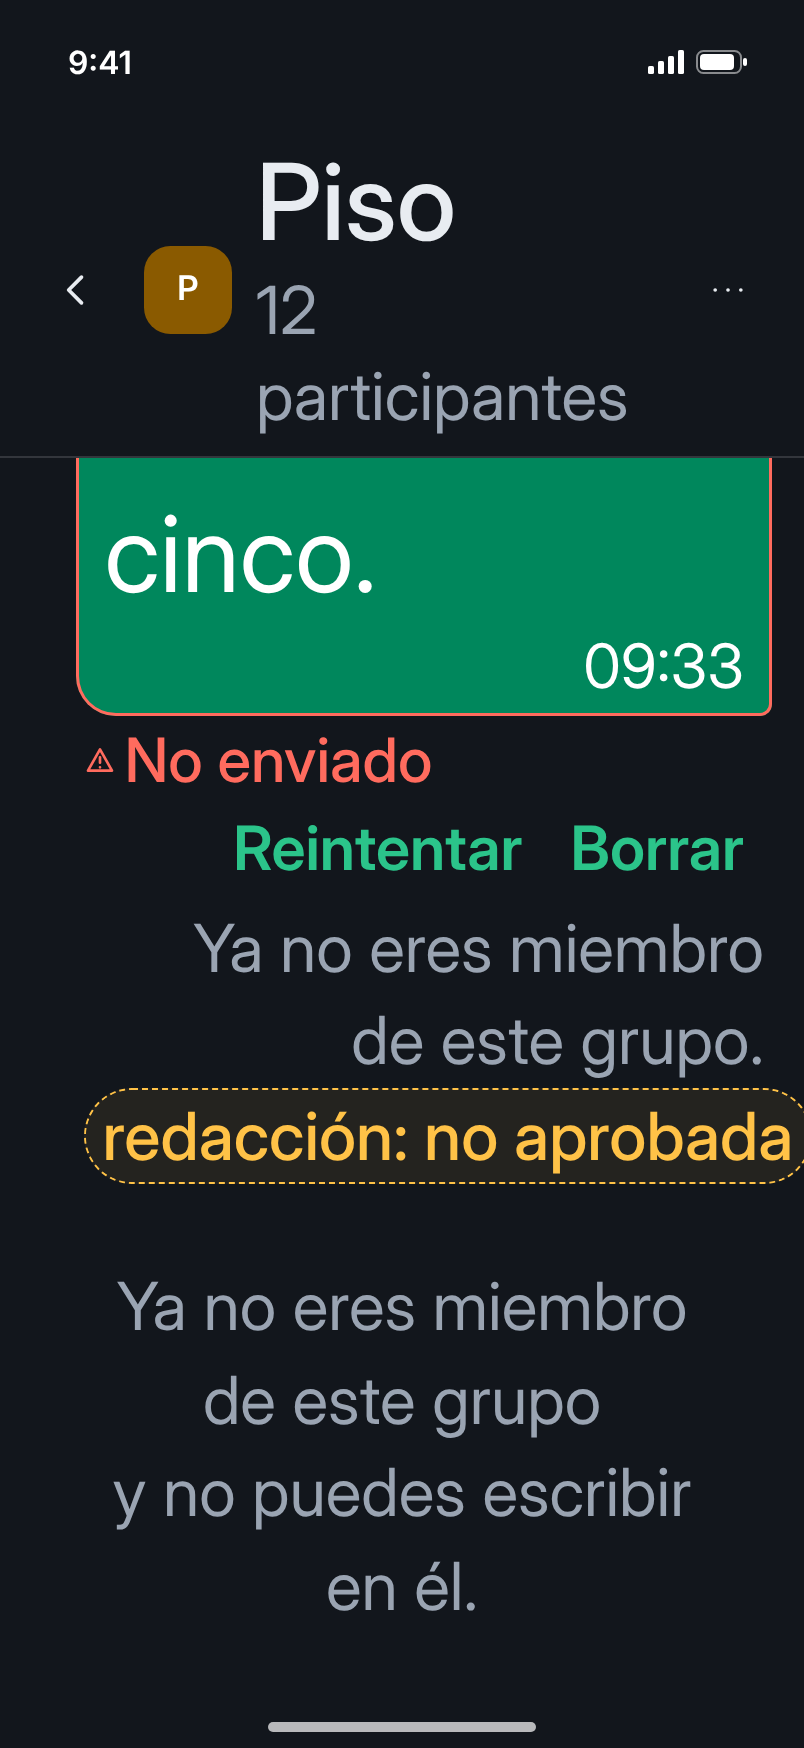 9:41
Piso
P
12
participantes
cinco.
09:33
No enviado
Reintentar Borrar
Ya no eres miembro
de este grupo.
redacción: no aprobada
Ya no eres miembro
de este grupo
y no puedes escribir
en él.